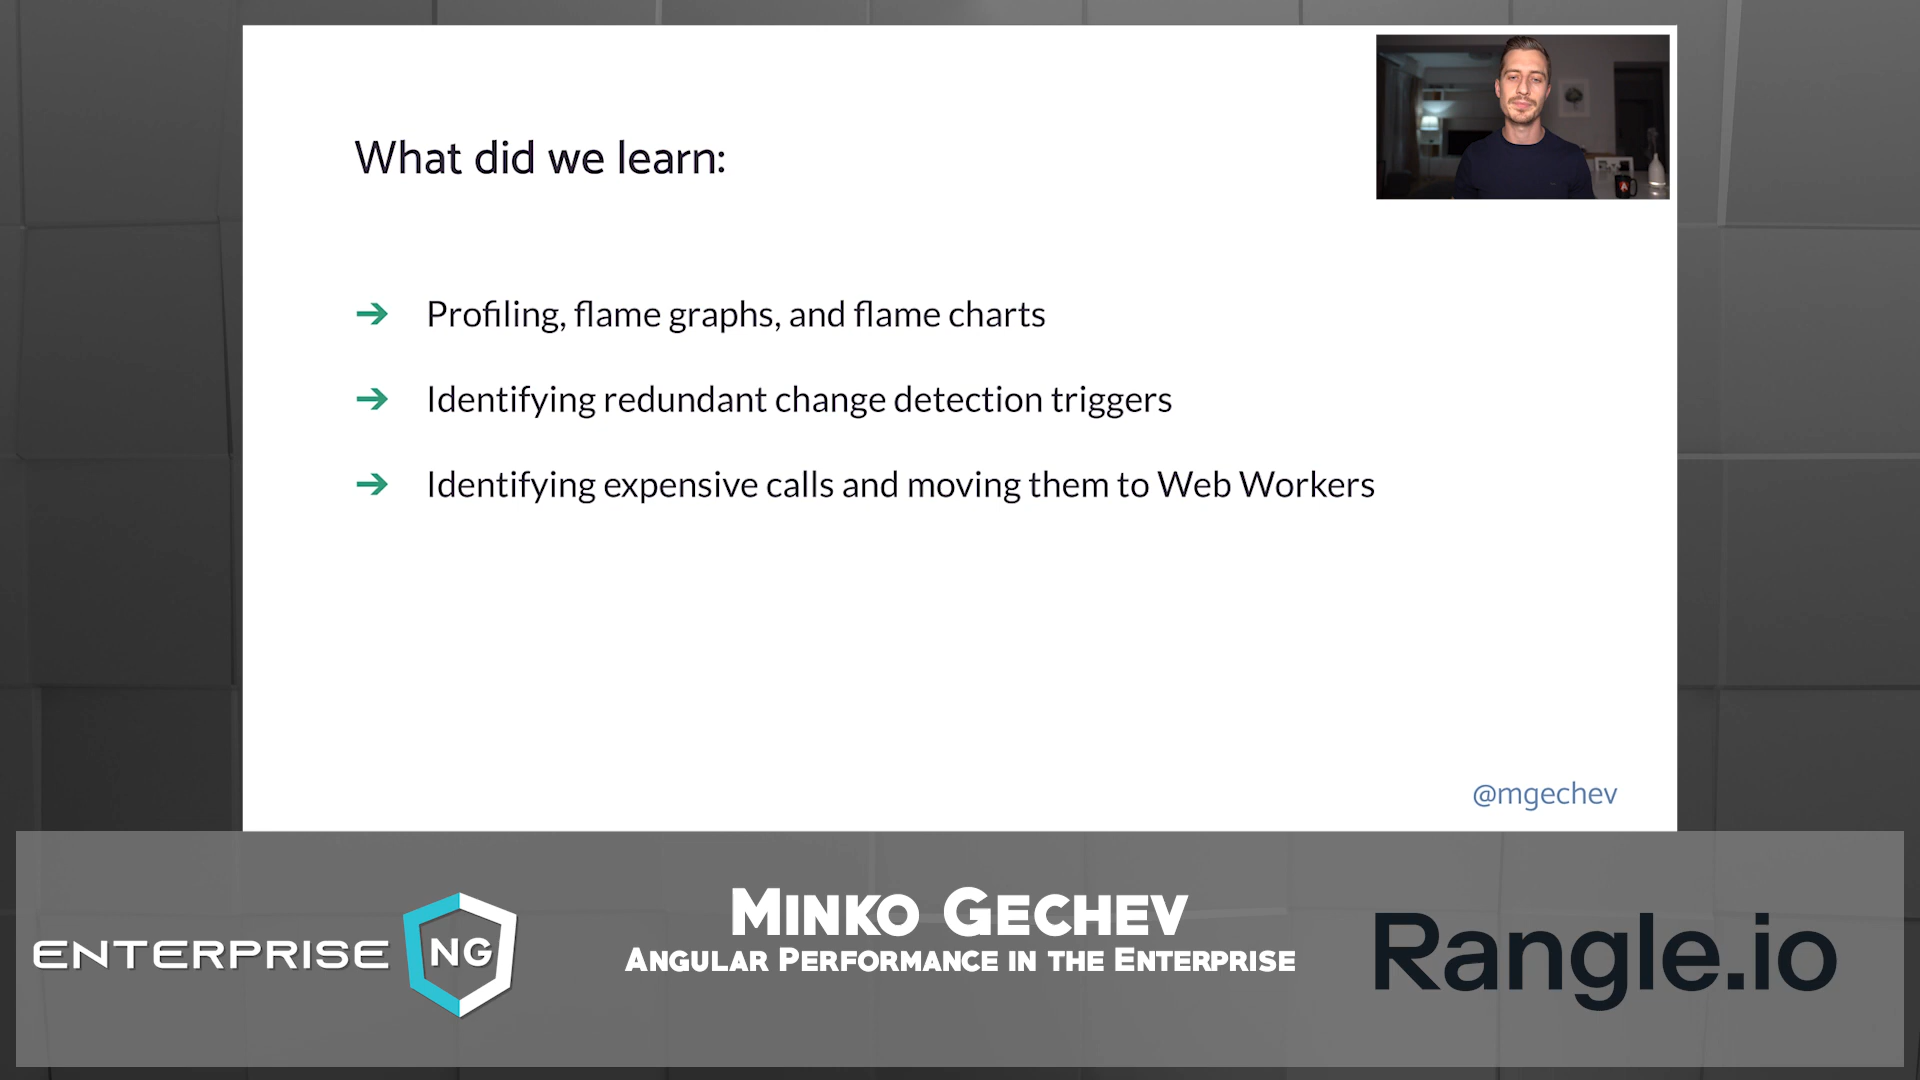 What did we learn:
➔ Profiling, flame graphs, and flame charts
➔ Identifying redundant change detection triggers
➔ Identifying expensive calls and moving them to Web Workers
@mgechev
ENTERPRISE NG
MINKO GECHEV
ANGULAR PERFORMANCE IN THE ENTERPRISE
Rangle.io